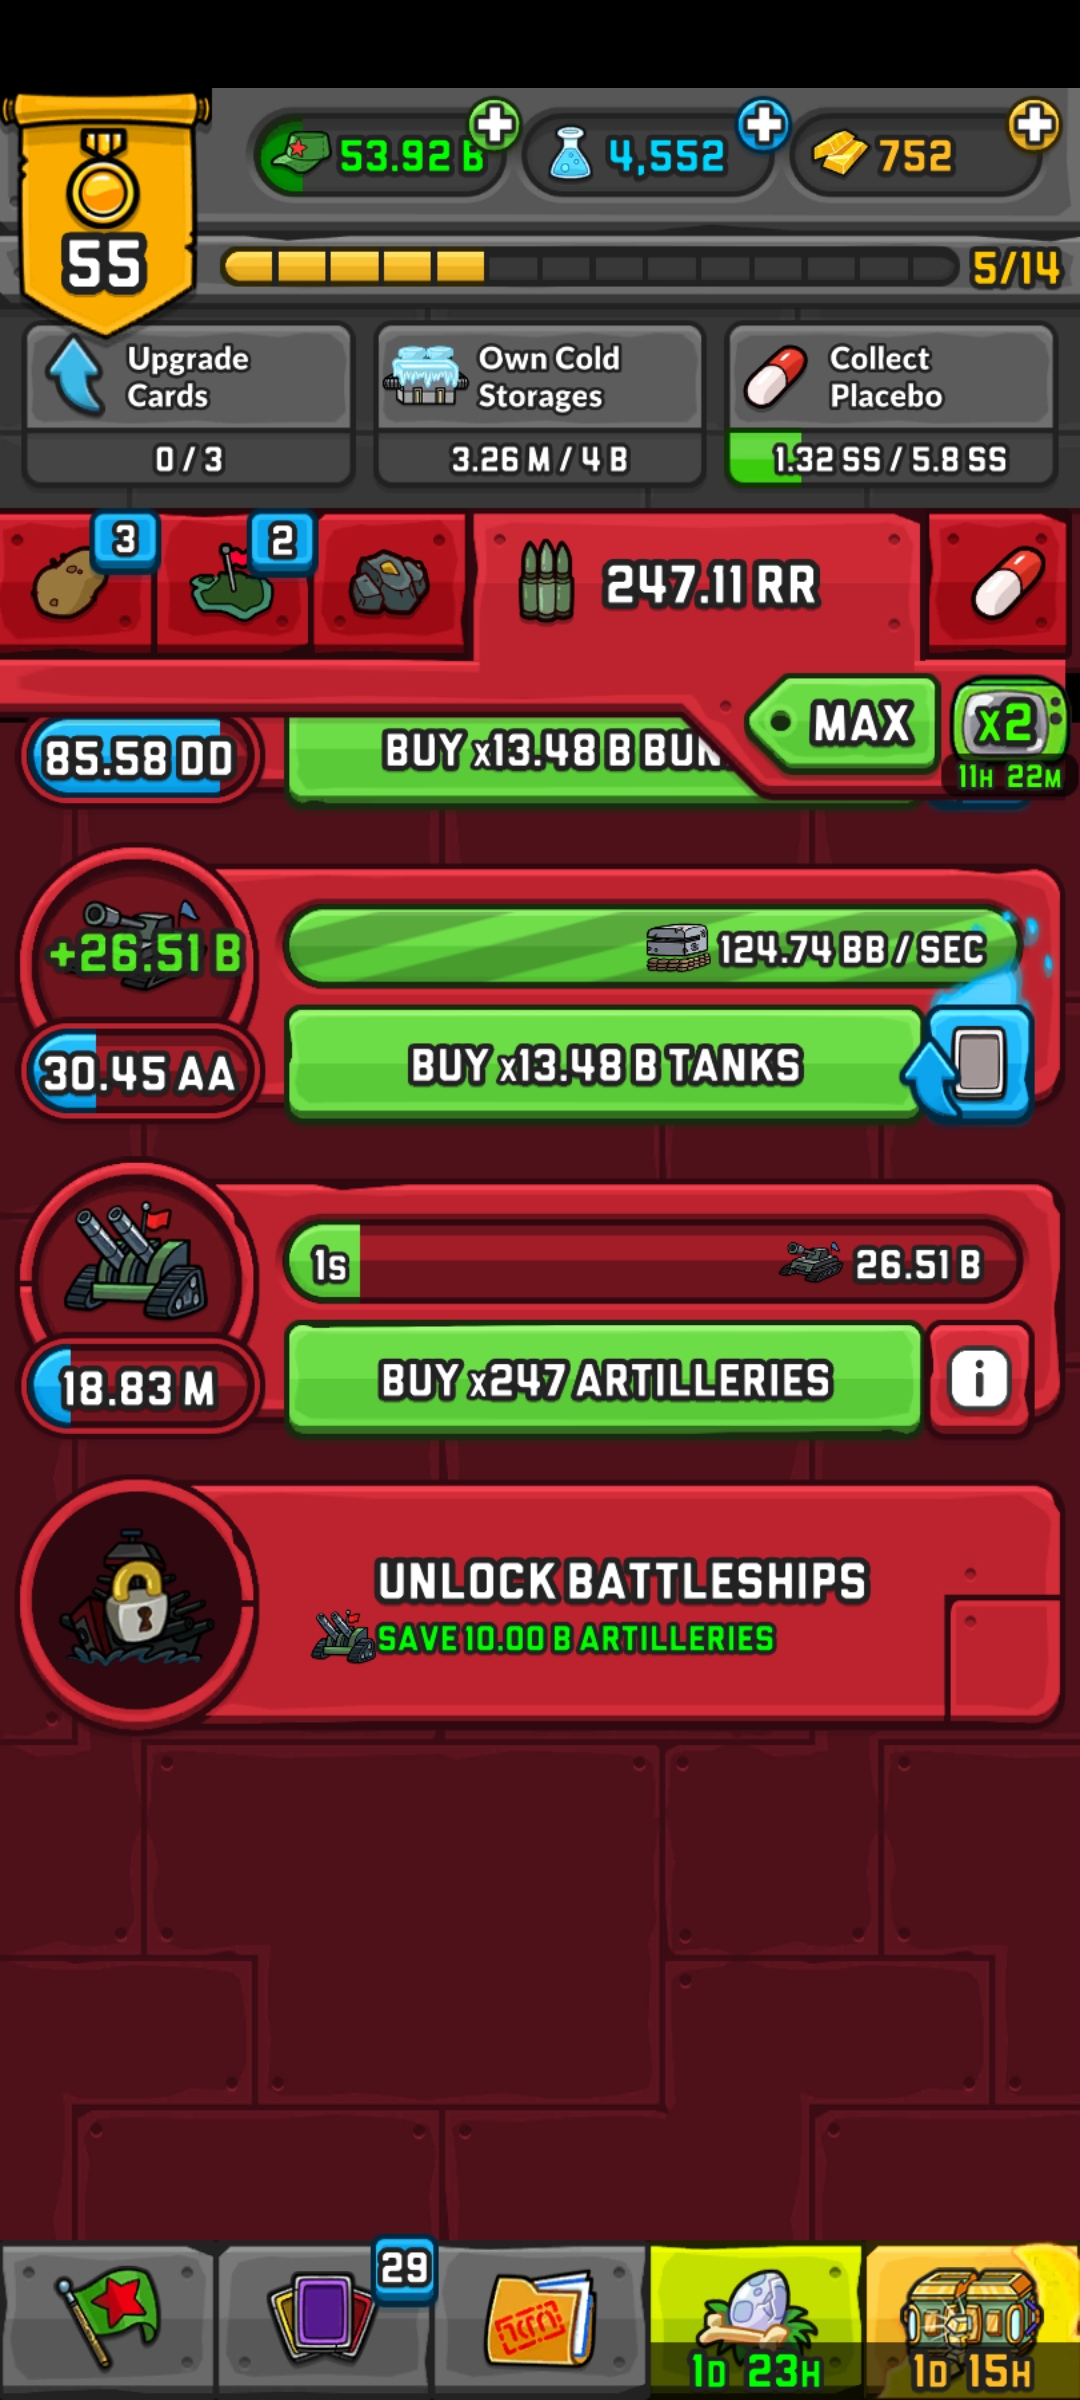 55
53.92 B
4,552
752
5/14
Upgrade
Cards
0 / 3
Own Cold
Storages
3.26 M / 4 B
Collect
Placebo
1.32 SS / 5.8 SS
3
2
247.11 RR
MAX
x2
11H 22M
85.58 DD
BUY x13.48 B BUN
+26.51 B
124.74 BB / SEC
30.45 AA
BUY x13.48 B TANKS
1s
26.51 B
18.83 M
BUY x247 ARTILLERIES
i
UNLOCK BATTLESHIPS
SAVE 10.00 B ARTILLERIES
29
1D 23H
1D 15H